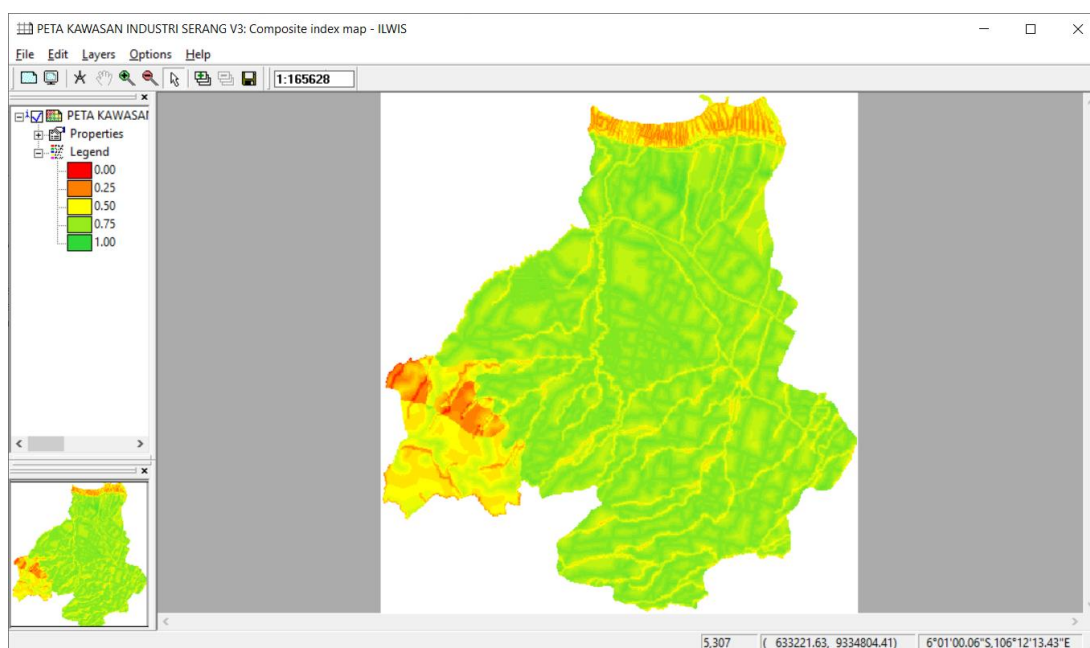 PETA KAWASAN INDUSTRI SERANG V3: Composite index map - ILWIS
File Edit Layers Options Help
1:165628
PETA KAWASAI
Properties
Legend
0.00
0.25
0.50
0.75
1.00
5,307 ( 633221.63, 9334804.41) 6°01'00.06"S,106°12'13.43"E